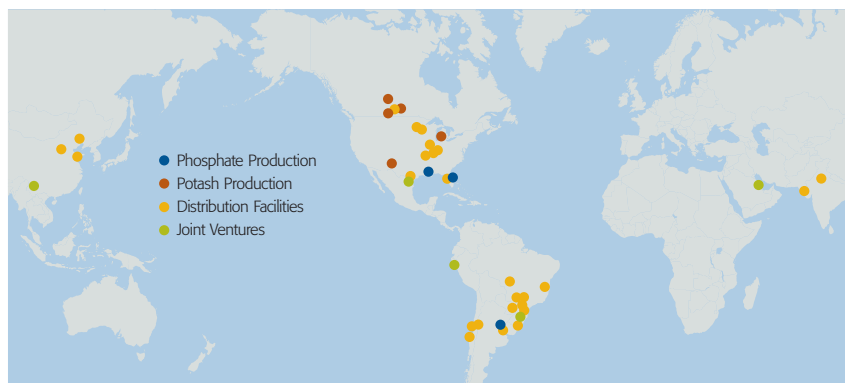 Phosphate Production
Potash Production
Distribution Facilities
Joint Ventures